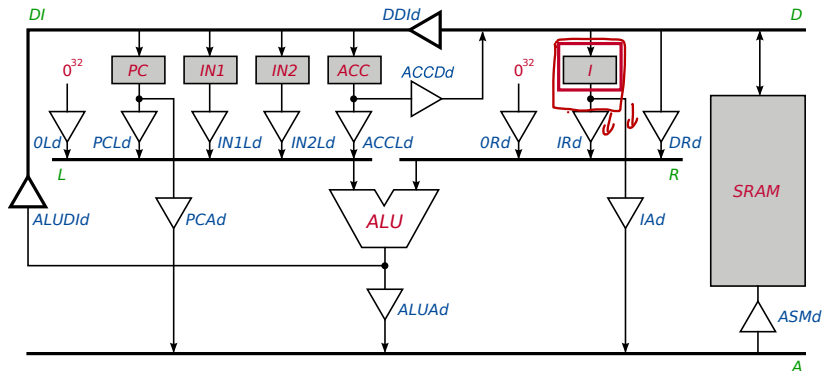 DI DDId D
0³² PC IN1 IN2 ACC ACCDd 0³² I
0Ld PCLd IN1Ld IN2Ld ACCLd 0Rd IRd DRd
L R
SRAM
ALUDId PCAd ALU IAd
ALUAd ASMd
A